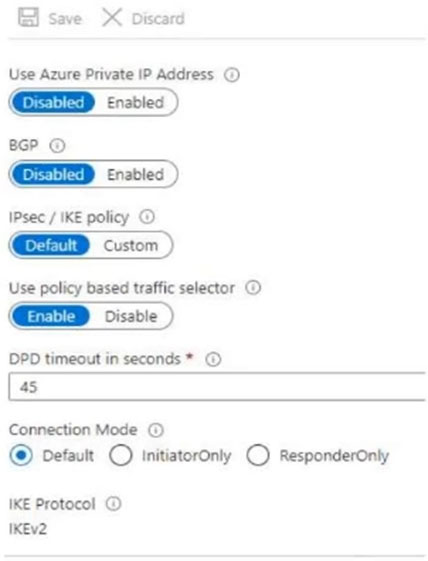 Save Discard
Use Azure Private IP Address
Disabled Enabled
BGP
Disabled Enabled
IPsec / IKE policy
Default Custom
Use policy based traffic selector
Enable Disable
DPD timeout in seconds *
45
Connection Mode
Default InitiatorOnly ResponderOnly
IKE Protocol
IKEv2